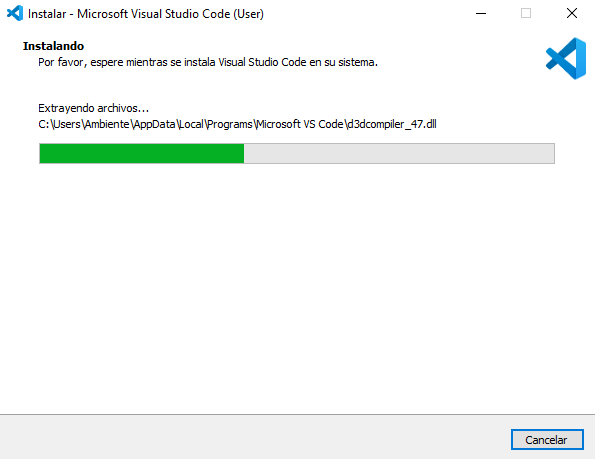 Instalar - Microsoft Visual Studio Code (User)
Instalando
Por favor, espere mientras se instala Visual Studio Code en su sistema.
Extrayendo archivos...
C:\Users\Ambiente\AppData\Local\Programs\Microsoft VS Code\d3dcompiler_47.dll
Cancelar